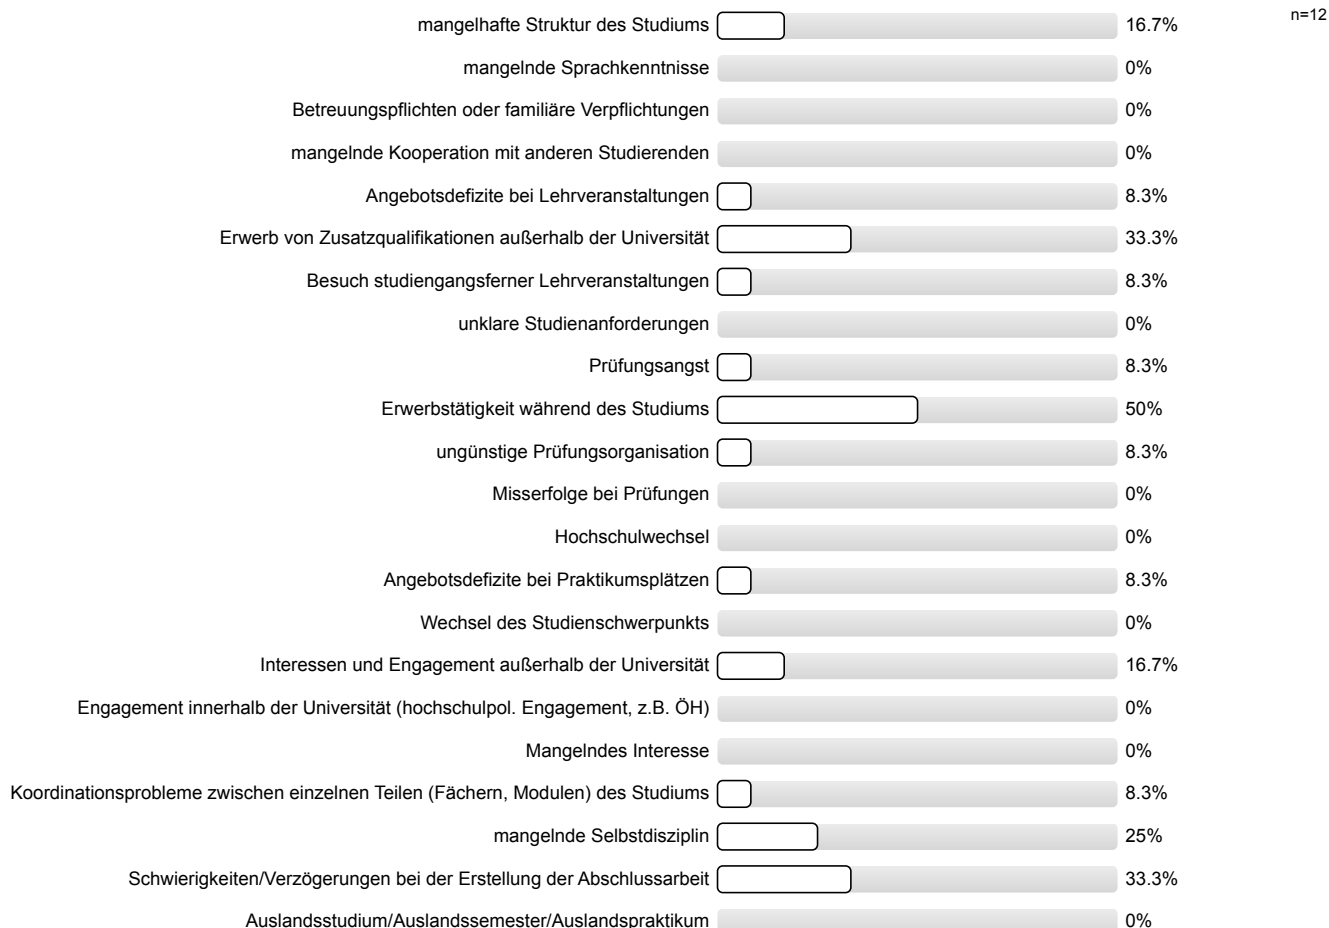 n=12
mangelhafte Struktur des Studiums 16.7%
mangelnde Sprachkenntnisse 0%
Betreuungspflichten oder familiäre Verpflichtungen 0%
mangelnde Kooperation mit anderen Studierenden 0%
Angebotsdefizite bei Lehrveranstaltungen 8.3%
Erwerb von Zusatzqualifikationen außerhalb der Universität 33.3%
Besuch studiengangsferner Lehrveranstaltungen 8.3%
unklare Studienanforderungen 0%
Prüfungsangst 8.3%
Erwerbstätigkeit während des Studiums 50%
ungünstige Prüfungsorganisation 8.3%
Misserfolge bei Prüfungen 0%
Hochschulwechsel 0%
Angebotsdefizite bei Praktikumsplätzen 8.3%
Wechsel des Studienschwerpunkts 0%
Interessen und Engagement außerhalb der Universität 16.7%
Engagement innerhalb der Universität (hochschulpol. Engagement, z.B. ÖH) 0%
Mangelndes Interesse 0%
Koordinationsprobleme zwischen einzelnen Teilen (Fächern, Modulen) des Studiums 8.3%
mangelnde Selbstdisziplin 25%
Schwierigkeiten/Verzögerungen bei der Erstellung der Abschlussarbeit 33.3%
Auslandsstudium/Auslandssemester/Auslandspraktikum 0%